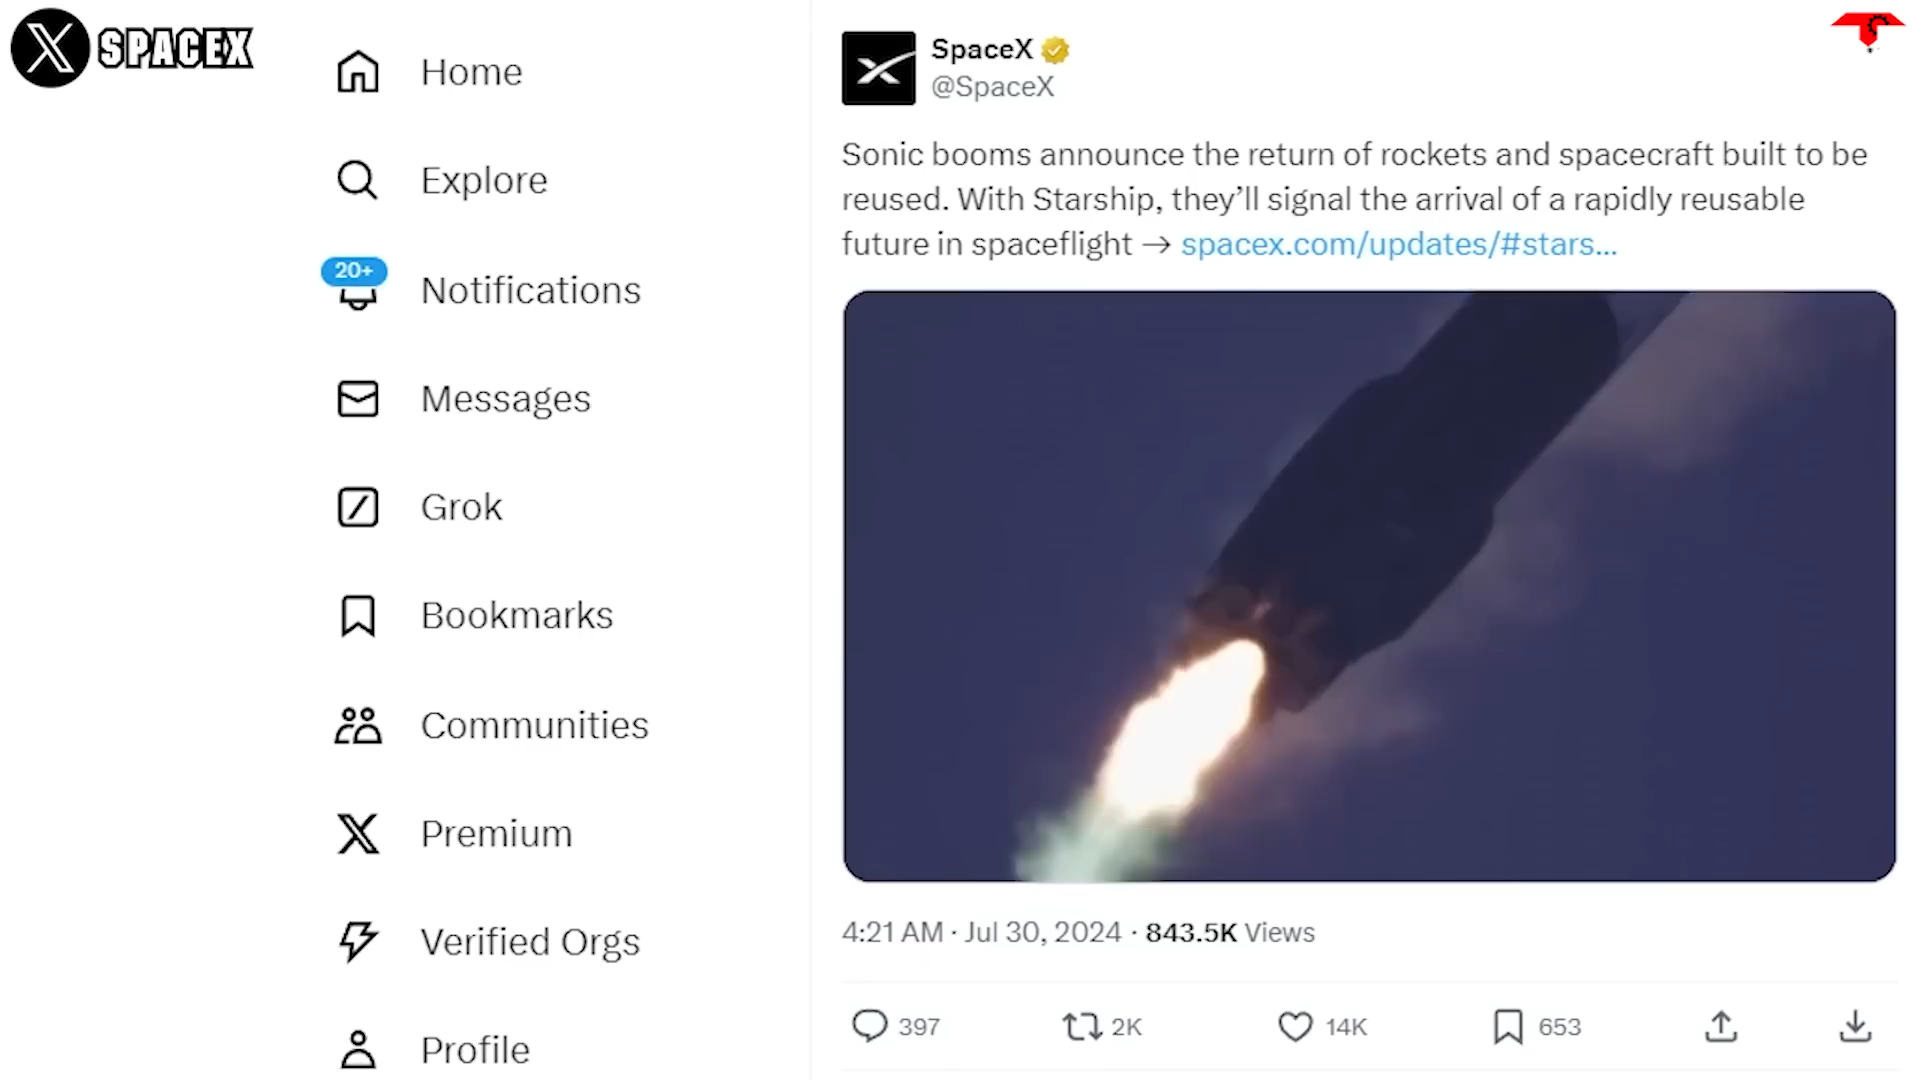 SPACEX
Home
Explore
20+
Notifications
Messages
Grok
Bookmarks
Communities
Premium
Verified Orgs
Profile
SpaceX
@SpaceX
Sonic booms announce the return of rockets and spacecraft built to be
reused. With Starship, they’ll signal the arrival of a rapidly reusable
future in spaceflight → spacex.com/updates/#stars…
4:21 AM · Jul 30, 2024 · 843.5K Views
397 2K 14K 653